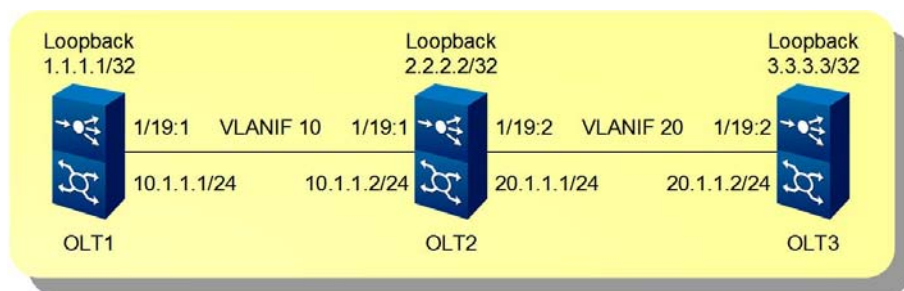 Loopback
1.1.1.1/32
Loopback
2.2.2.2/32
Loopback
3.3.3.3/32
1/19:1 VLANIF 10 1/19:1
1/19:2 VLANIF 20 1/19:2
10.1.1.1/24 10.1.1.2/24
20.1.1.1/24 20.1.1.2/24
OLT1
OLT2
OLT3